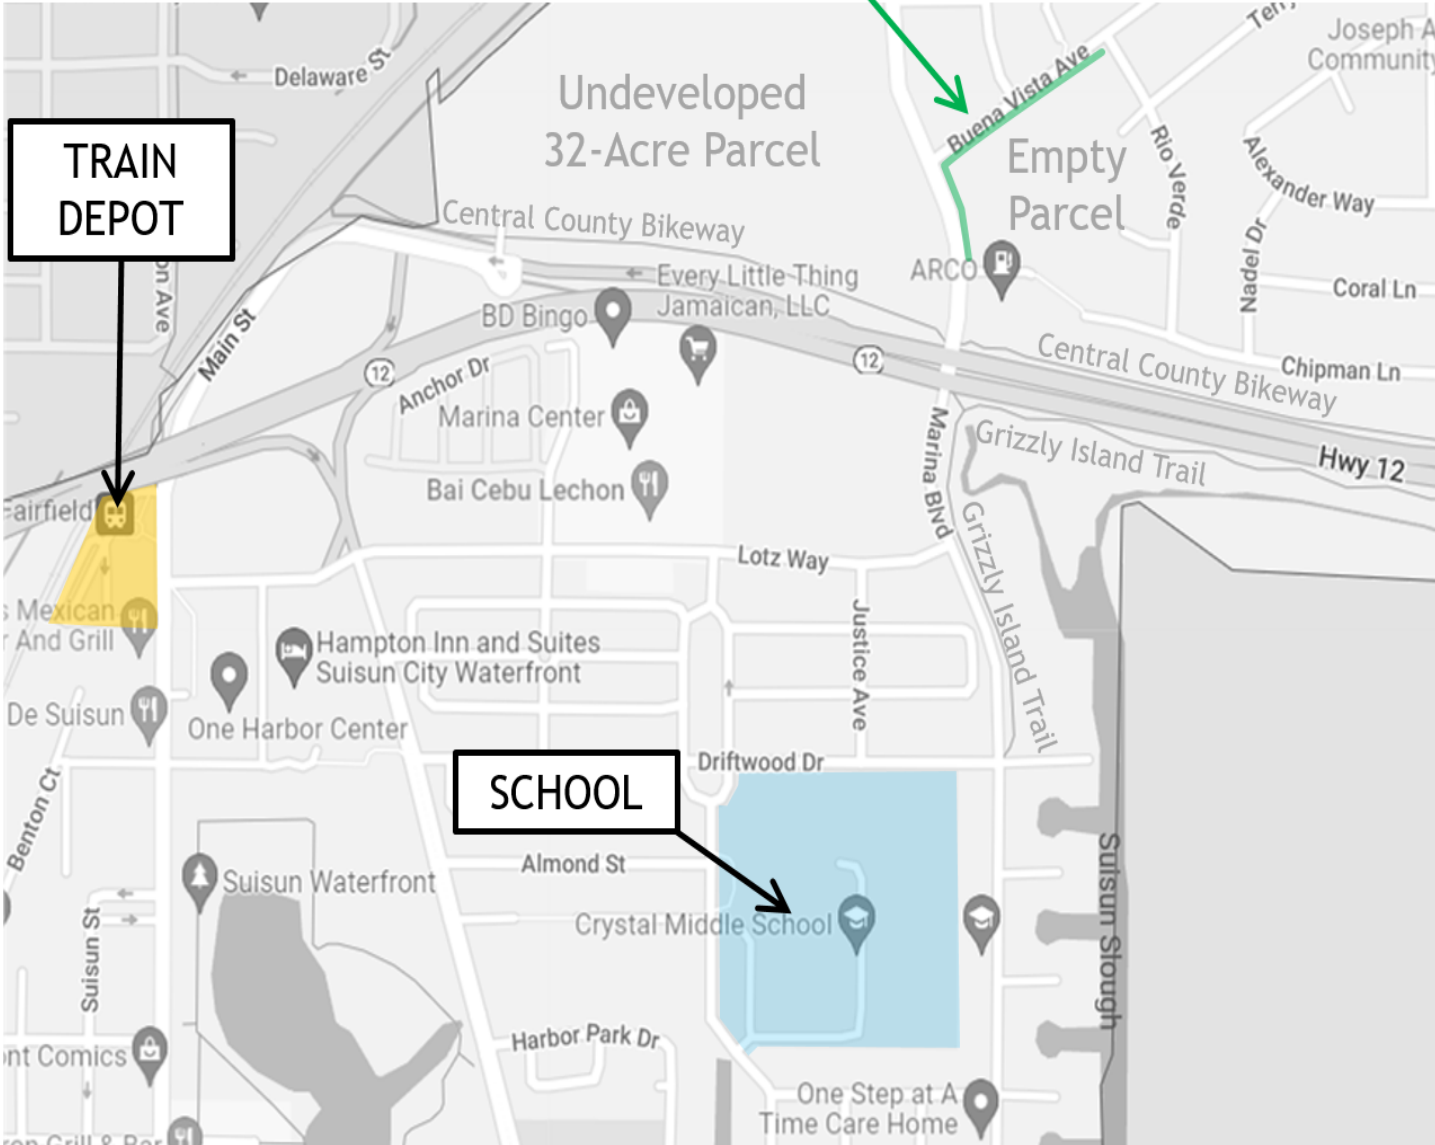 Delaware St
TRAIN
DEPOT
Undeveloped
32-Acre Parcel
Buena Vista Ave
Empty
Parcel
Joseph A
Community
Rio Verde
Alexander Way
Nadel Dr
Coral Ln
Chipman Ln
Central County Bikeway
ARCO
Every Little Thing
Jamaican, LLC
BD Bingo
Main St
12
12
Anchor Dr
Marina Center
Bai Cebu Lechon
Central County Bikeway
Grizzly Island Trail
Hwy 12
Marina Blvd
Fairfield
Lotz Way
Grizzly Island Trail
Justice Ave
s Mexican
r And Grill
Hampton Inn and Suites
Suisun City Waterfront
De Suisun
One Harbor Center
Driftwood Dr
SCHOOL
Benton Ct
Almond St
Suisun Waterfront
Crystal Middle School
Suisun Slough
Suisun St
Harbor Park Dr
nt Comics
One Step at A
Time Care Home